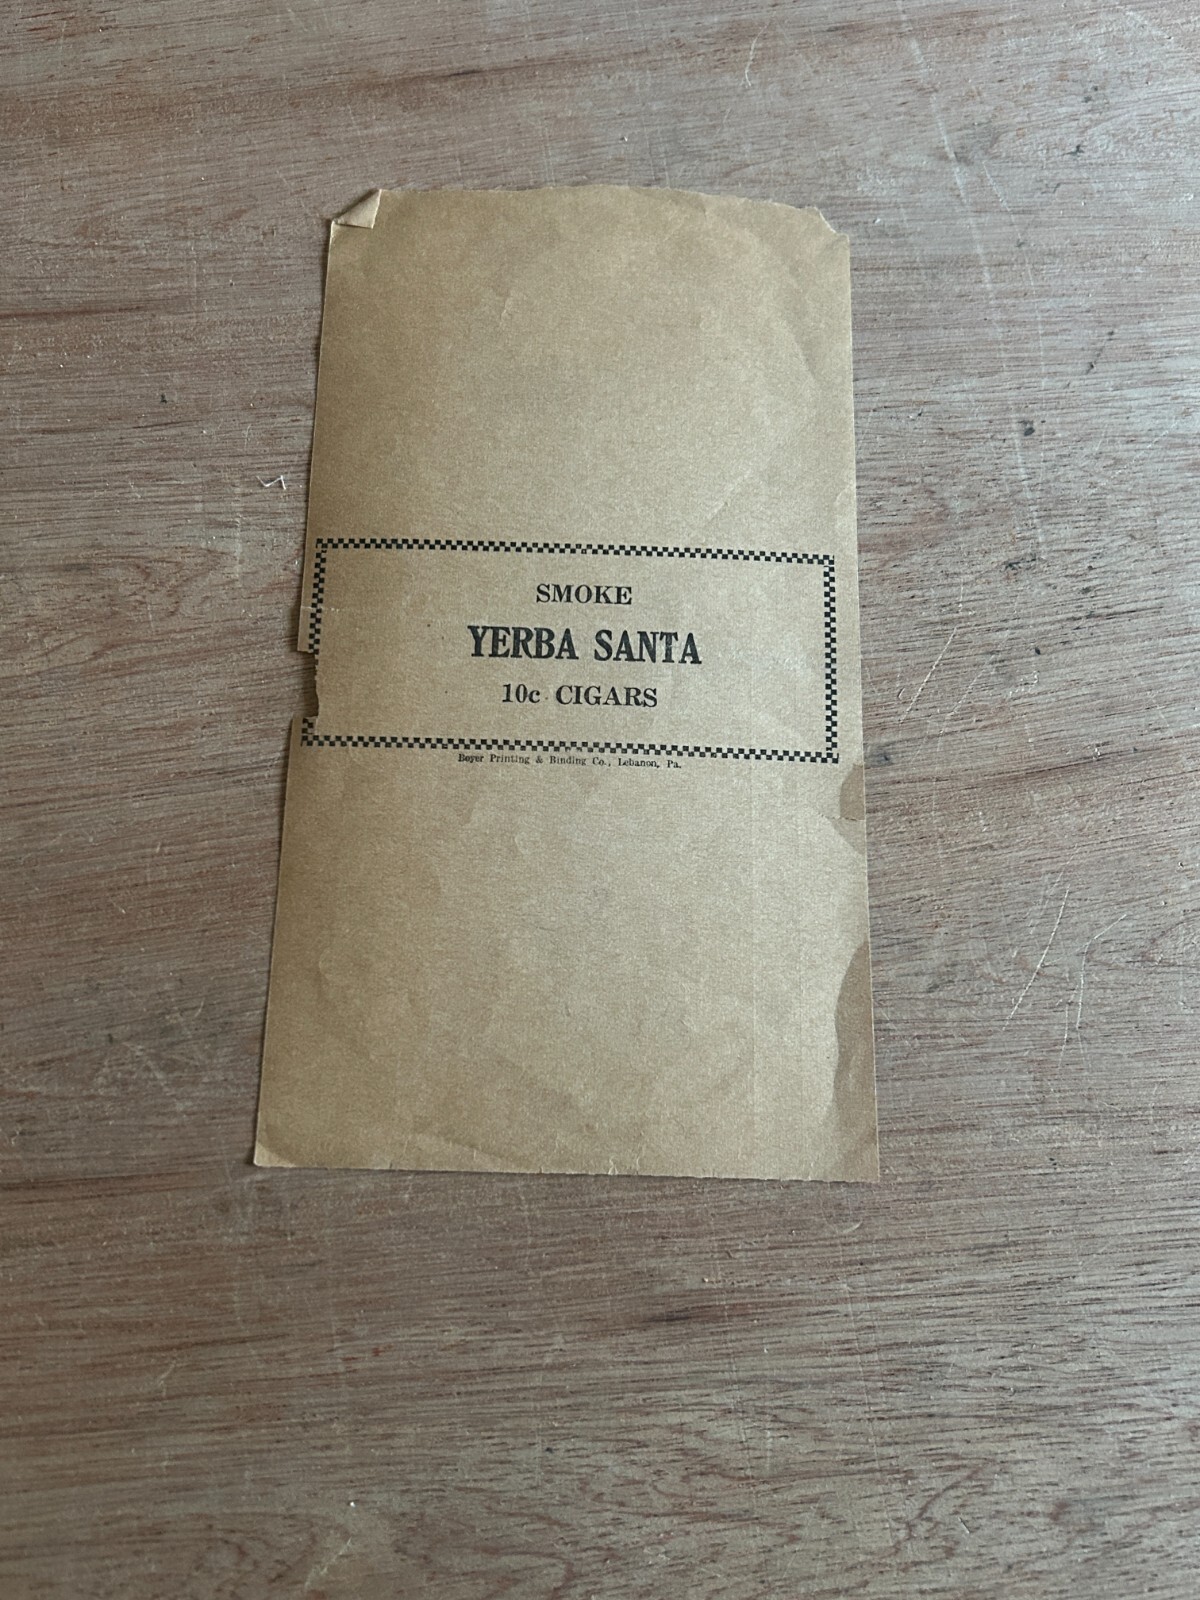 SMOKE
YERBA SANTA
10c CIGARS
Boyer Printing & Binding Co., Lebanon, Pa.